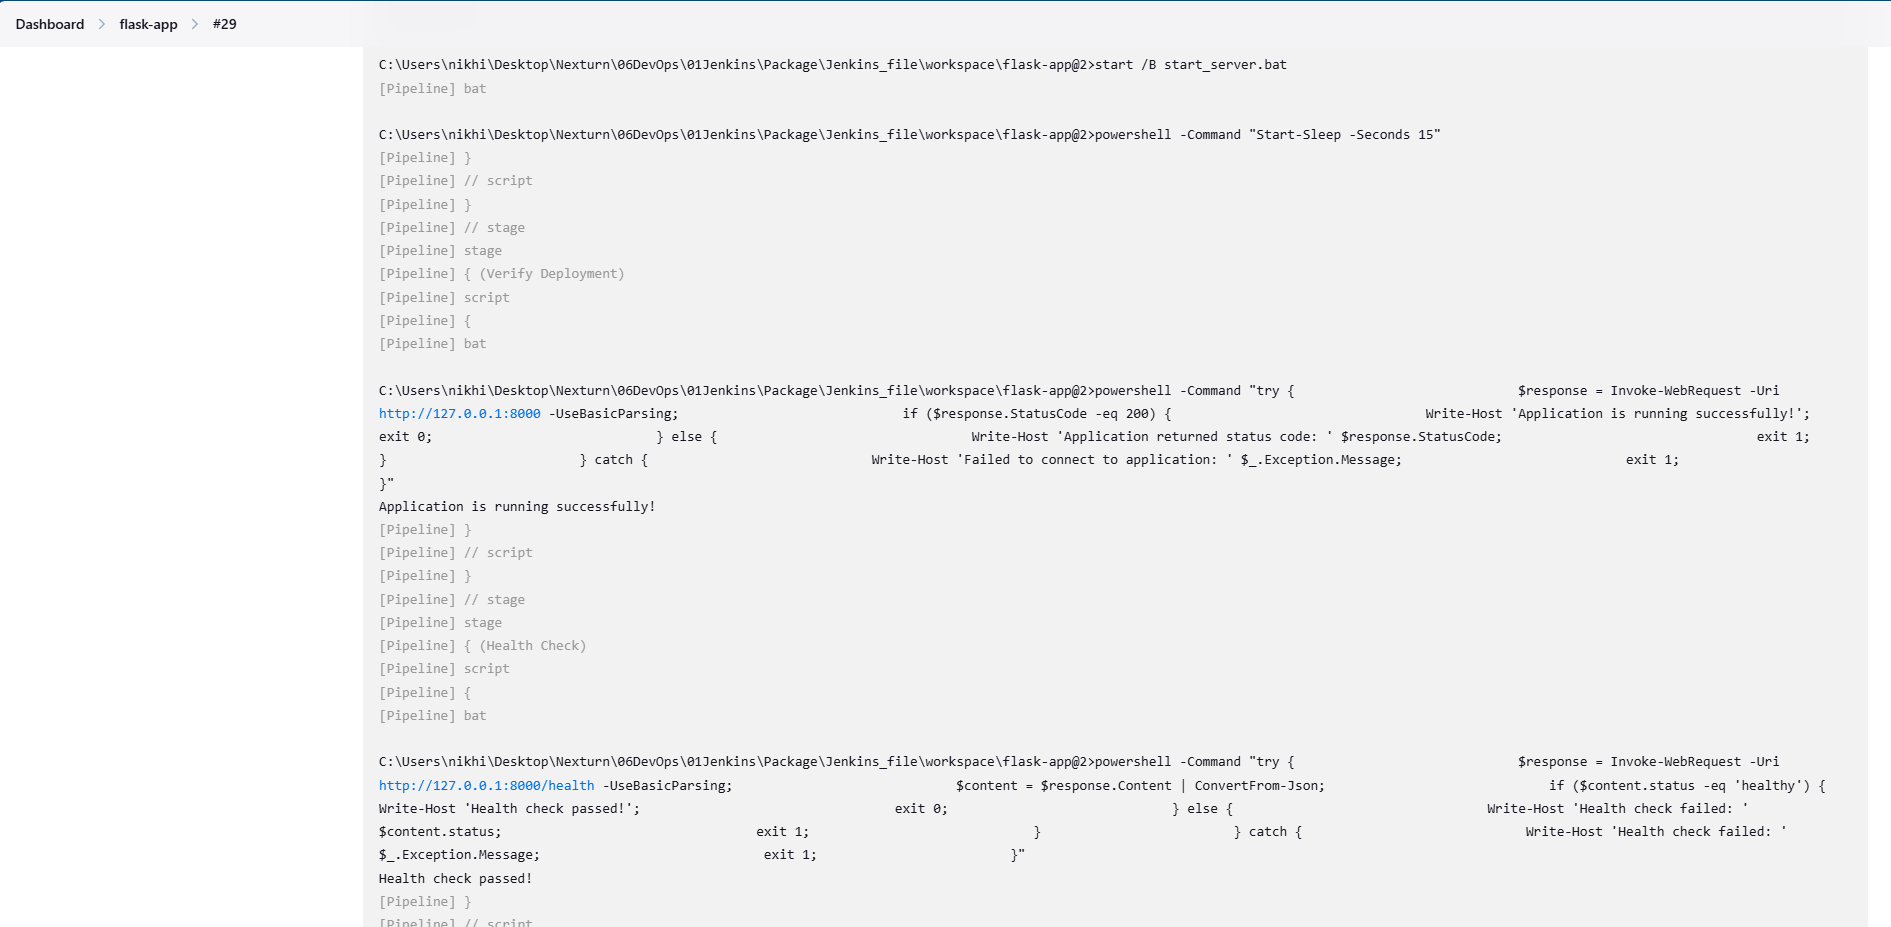 Dashboard > flask-app > #29
C:\Users\nikhi\Desktop\Nexturn\06DevOps\01Jenkins\Package\Jenkins_file\workspace\flask-app@2>start /B start_server.bat
[Pipeline] bat
C:\Users\nikhi\Desktop\Nexturn\06DevOps\01Jenkins\Package\Jenkins_file\workspace\flask-app@2>powershell -Command "Start-Sleep -Seconds 15"
[Pipeline] }
[Pipeline] // script
[Pipeline] }
[Pipeline] // stage
[Pipeline] stage
[Pipeline] { (Verify Deployment)
[Pipeline] script
[Pipeline] {
[Pipeline] bat
C:\Users\nikhi\Desktop\Nexturn\06DevOps\01Jenkins\Package\Jenkins_file\workspace\flask-app@2>powershell -Command "try { $response = Invoke-WebRequest -Uri
http://127.0.0.1:8000 -UseBasicParsing; if ($response.StatusCode -eq 200) { Write-Host 'Application is running successfully!';
exit 0; } else { Write-Host 'Application returned status code: ' $response.StatusCode; exit 1;
} } catch { Write-Host 'Failed to connect to application: ' $_.Exception.Message; exit 1;
}"
Application is running successfully!
[Pipeline] }
[Pipeline] // script
[Pipeline] }
[Pipeline] // stage
[Pipeline] stage
[Pipeline] { (Health Check)
[Pipeline] script
[Pipeline] {
[Pipeline] bat
C:\Users\nikhi\Desktop\Nexturn\06DevOps\01Jenkins\Package\Jenkins_file\workspace\flask-app@2>powershell -Command "try { $response = Invoke-WebRequest -Uri
http://127.0.0.1:8000/health -UseBasicParsing; $content = $response.Content | ConvertFrom-Json; if ($content.status -eq 'healthy') {
Write-Host 'Health check passed!'; exit 0; } else { Write-Host 'Health check failed: '
$content.status; exit 1; } } catch { Write-Host 'Health check failed: '
$_.Exception.Message; exit 1; }"
Health check passed!
[Pipeline] }
[Pipeline] // script